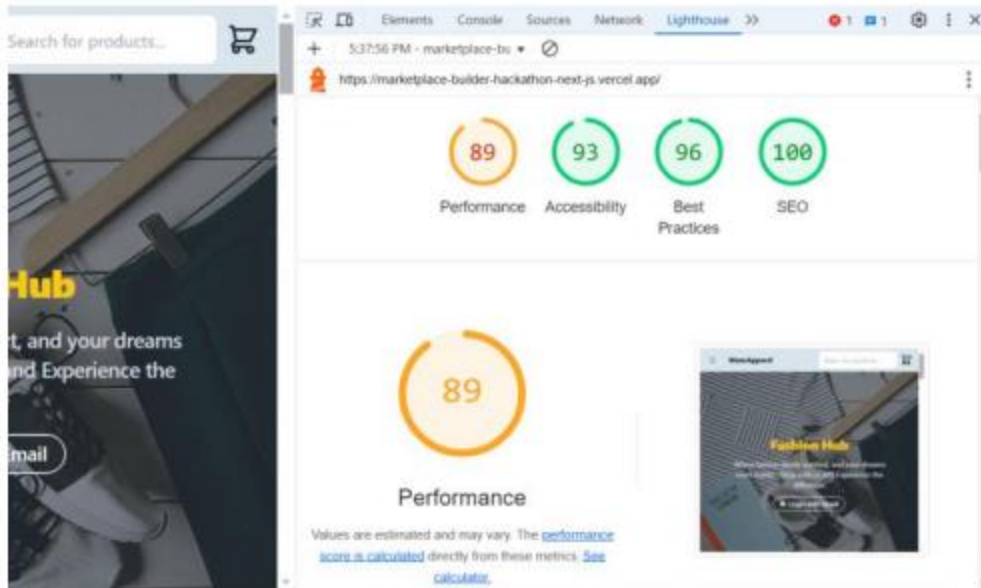 Search for products...
Hub
t, and your dreams
and Experience the
mail
Elements Console Sources Network Lighthouse
1 1
5:37:56 PM - marketplace-bu
https://marketplace-builder-hackathon-next-js.vercel.app/
89 93 96 100
Performance Accessibility Best Practices SEO
89
Performance
Values are estimated and may vary. The performance
score is calculated directly from these metrics. See
calculator.
Fashion Hub